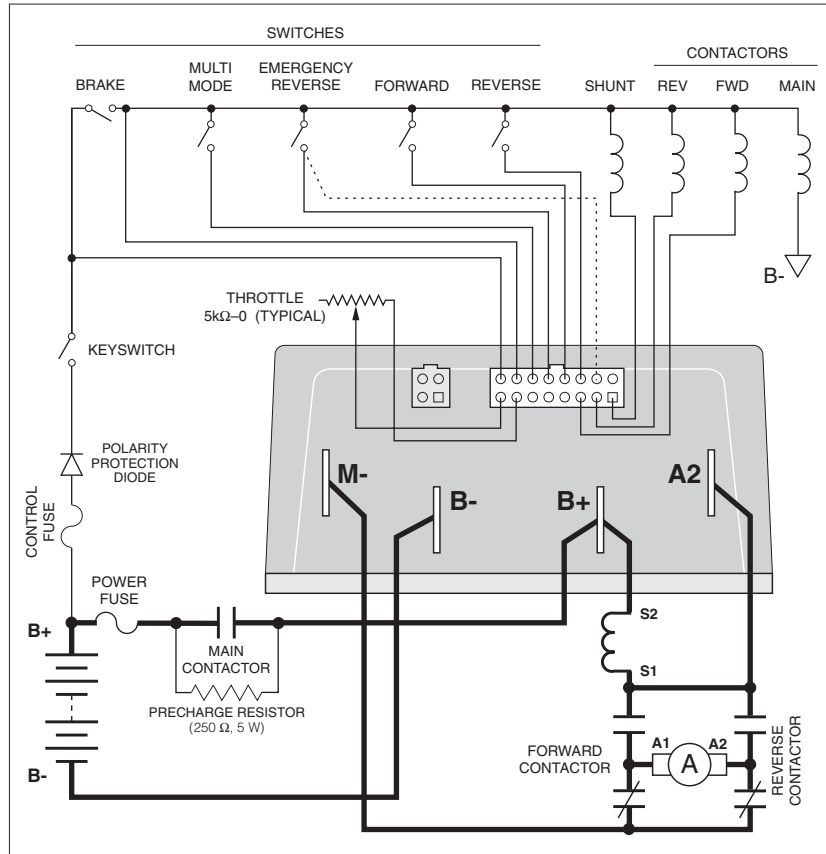 SWITCHES
CONTACTORS
BRAKE
MULTI
MODE
EMERGENCY
REVERSE
FORWARD
REVERSE
SHUNT
REV
FWD
MAIN
B-
THROTTLE
5kΩ–0 (TYPICAL)
KEYSWITCH
POLARITY
PROTECTION
DIODE
CONTROL
FUSE
M-
B-
B+
A2
POWER
FUSE
B+
MAIN
CONTACTOR
PRECHARGE RESISTOR
(250 Ω, 5 W)
B-
S2
S1
FORWARD
CONTACTOR
A1
A
A2
REVERSE
CONTACTOR